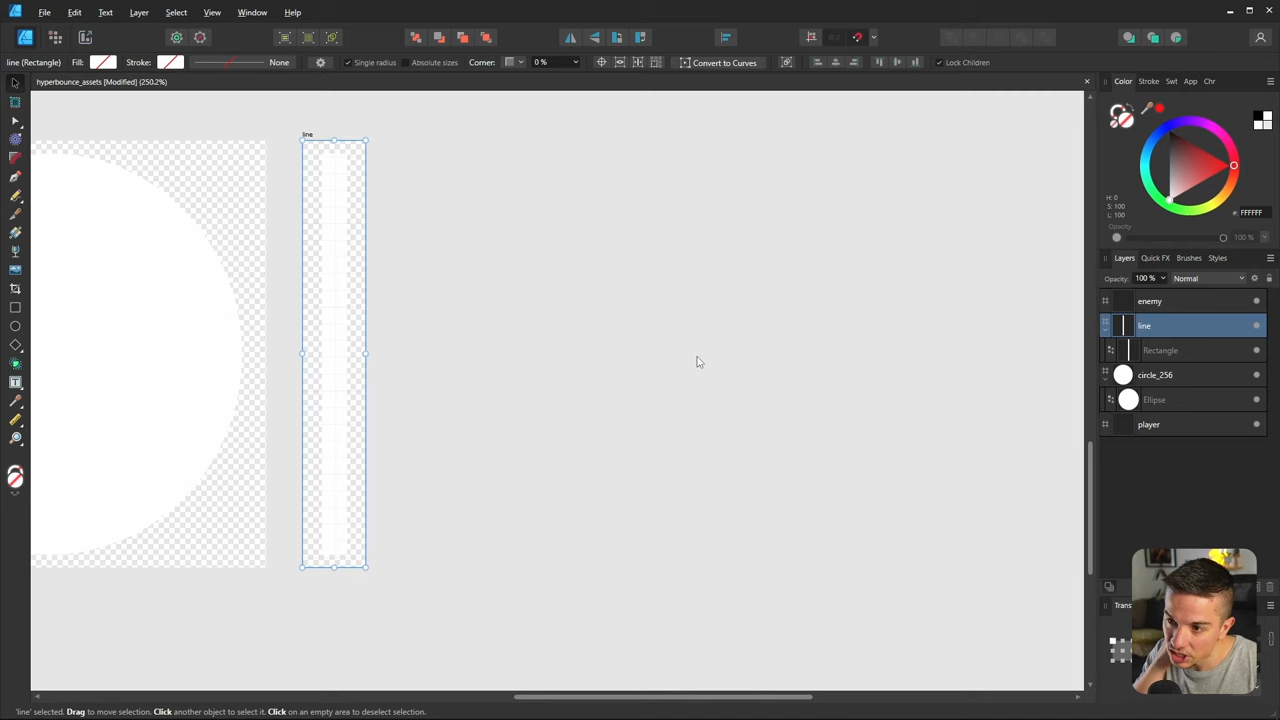 File Edit Text Layer Select View Window Help
line (Rectangle) Fill: Stroke: None Single radius Absolute sizes Corner: 0 % Convert to Curves Lock Children
hyperbounce_assets [Modified] (250.2%)
Color Stroke Swt App Chr
line
H: 0
S: 100
L: 100
#: FFFFFF
Opacity
100 %
Layers Quick FX Brushes Styles
Opacity: 100 % Normal
enemy
line
Rectangle
circle_256
Ellipse
player
Trans
'line' selected. Drag to move selection. Click another object to select it. Click on an empty area to deselect selection.